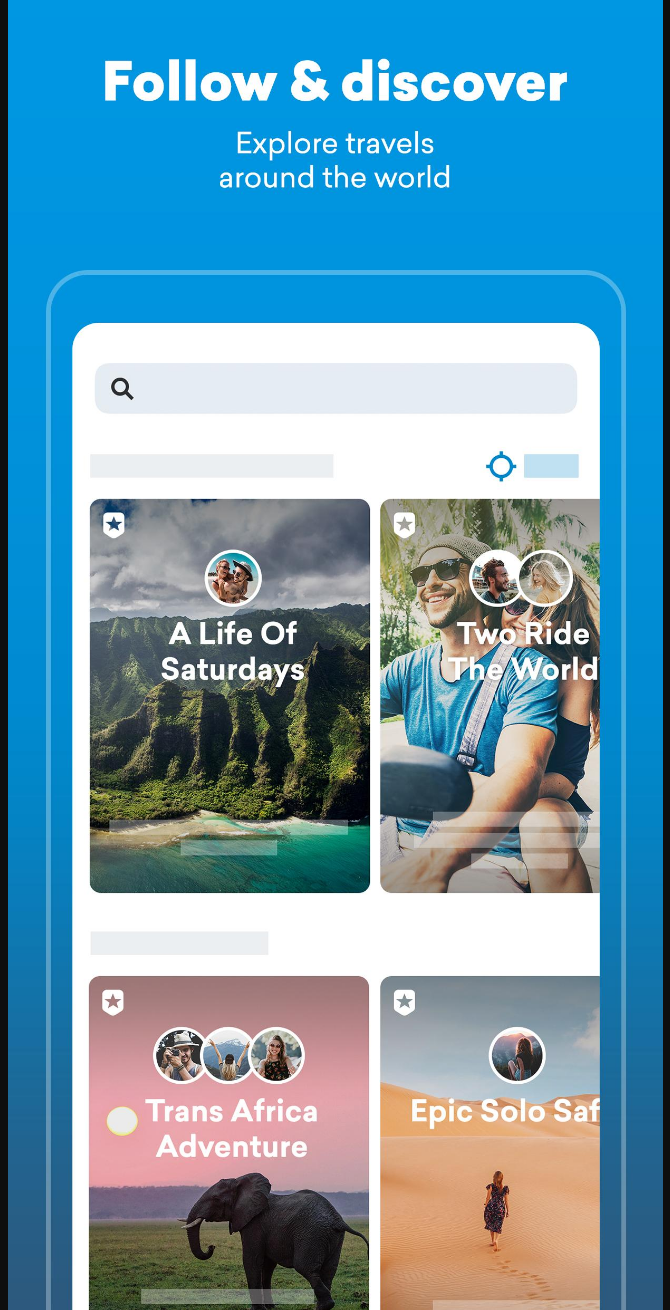 Follow & discover
Explore travels
around the world
A Life Of
Saturdays
Two Ride
The World
Trans Africa
Adventure
Epic Solo Saf